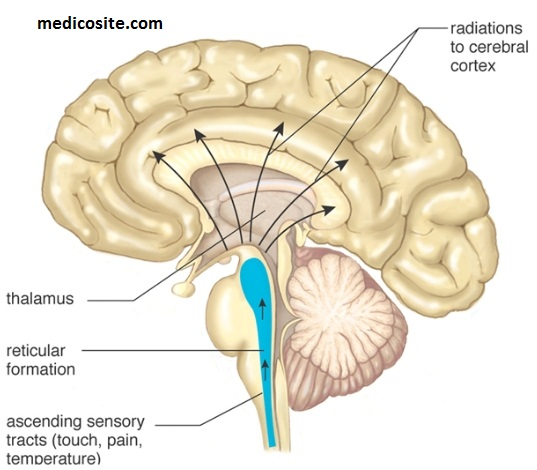 medicosite.com
radiations
to cerebral
cortex
thalamus
reticular
formation
ascending sensory
tracts (touch, pain,
temperature)